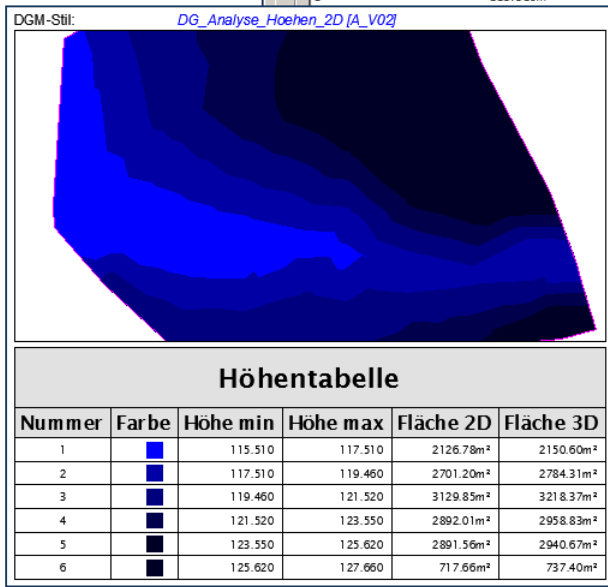 DGM-Stil: DG_Analyse_Hoehen_2D [A_V02]
Höhentabelle
Nummer Farbe Höhe min Höhe max Fläche 2D Fläche 3D
1 115.510 117.510 2126.78m² 2150.60m²
2 117.510 119.460 2701.20m² 2784.31m²
3 119.460 121.520 3129.85m² 3218.37m²
4 121.520 123.550 2892.01m² 2958.83m²
5 123.550 125.620 2891.56m² 2940.67m²
6 125.620 127.660 717.66m² 737.40m²